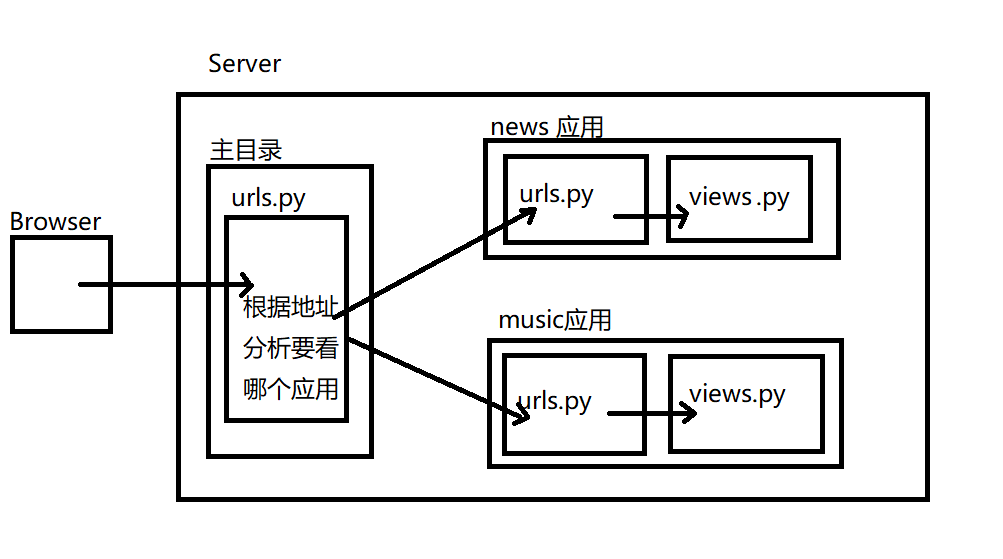 Server
Browser
主目录
urls.py
根据地址
分析要看
哪个应用
news 应用
urls.py
views.py
music应用
urls.py
views.py